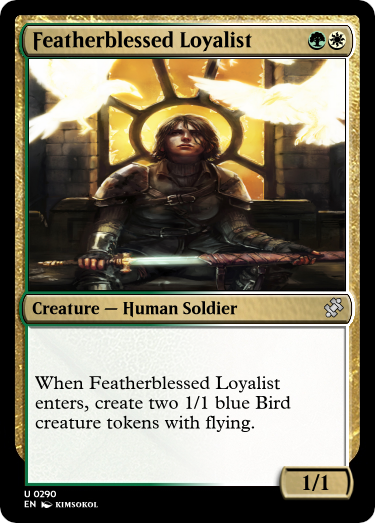 Featherblessed Loyalist
Creature — Human Soldier
When Featherblessed Loyalist
enters, create two 1/1 blue Bird
creature tokens with flying.
1/1
U 0290
EN KIMSOKOL